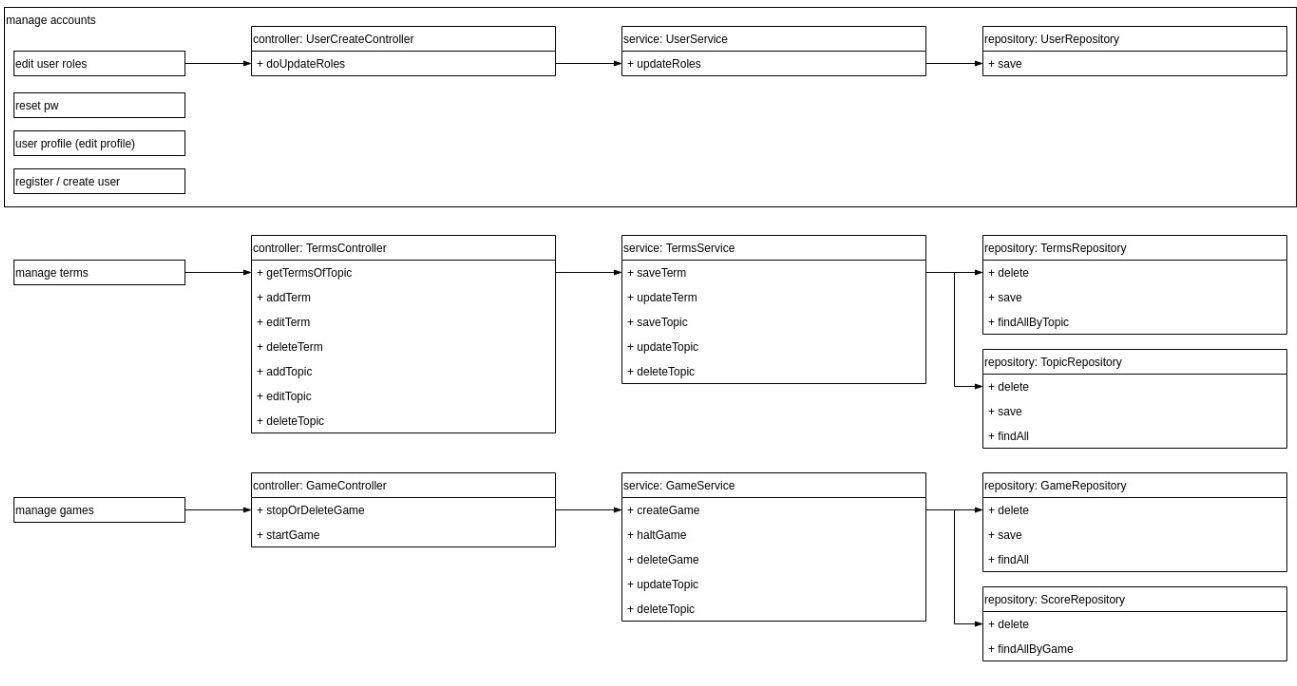 manage accounts
edit user roles
controller: UserCreateController
+ doUpdateRoles
service: UserService
+ updateRoles
repository: UserRepository
+ save
reset pw
user profile (edit profile)
register / create user
manage terms
controller: TermsController
+ getTermsOfTopic
+ addTerm
+ editTerm
+ deleteTerm
+ addTopic
+ editTopic
+ deleteTopic
service: TermsService
+ saveTerm
+ updateTerm
+ saveTopic
+ updateTopic
+ deleteTopic
repository: TermsRepository
+ delete
+ save
+ findAllByTopic
repository: TopicRepository
+ delete
+ save
+ findAll
manage games
controller: GameController
+ stopOrDeleteGame
+ startGame
service: GameService
+ createGame
+ haltGame
+ deleteGame
+ updateTopic
+ deleteTopic
repository: GameRepository
+ delete
+ save
+ findAll
repository: ScoreRepository
+ delete
+ findAllByGame